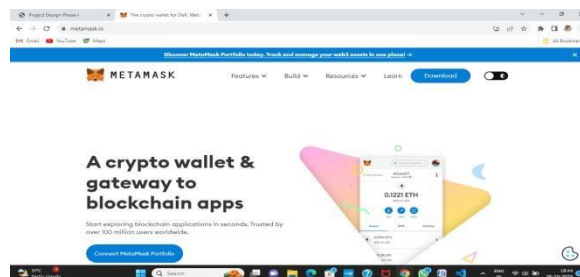 Project Design Phase-I
The crypto wallet for Defi, Web3
metamask.io
Gmail
YouTube
Maps
All Bookmarks
Discover MetaMask Portfolio today. Track and manage your web3 assets in one place!
METAMASK
Features
Build
Resources
Learn
Download
A crypto wallet &
gateway to
blockchain apps
Start exploring blockchain applications in seconds. Trusted by
over 100 million users worldwide.
Connect MetaMask Portfolio
0.1221 ETH
Search
ENG